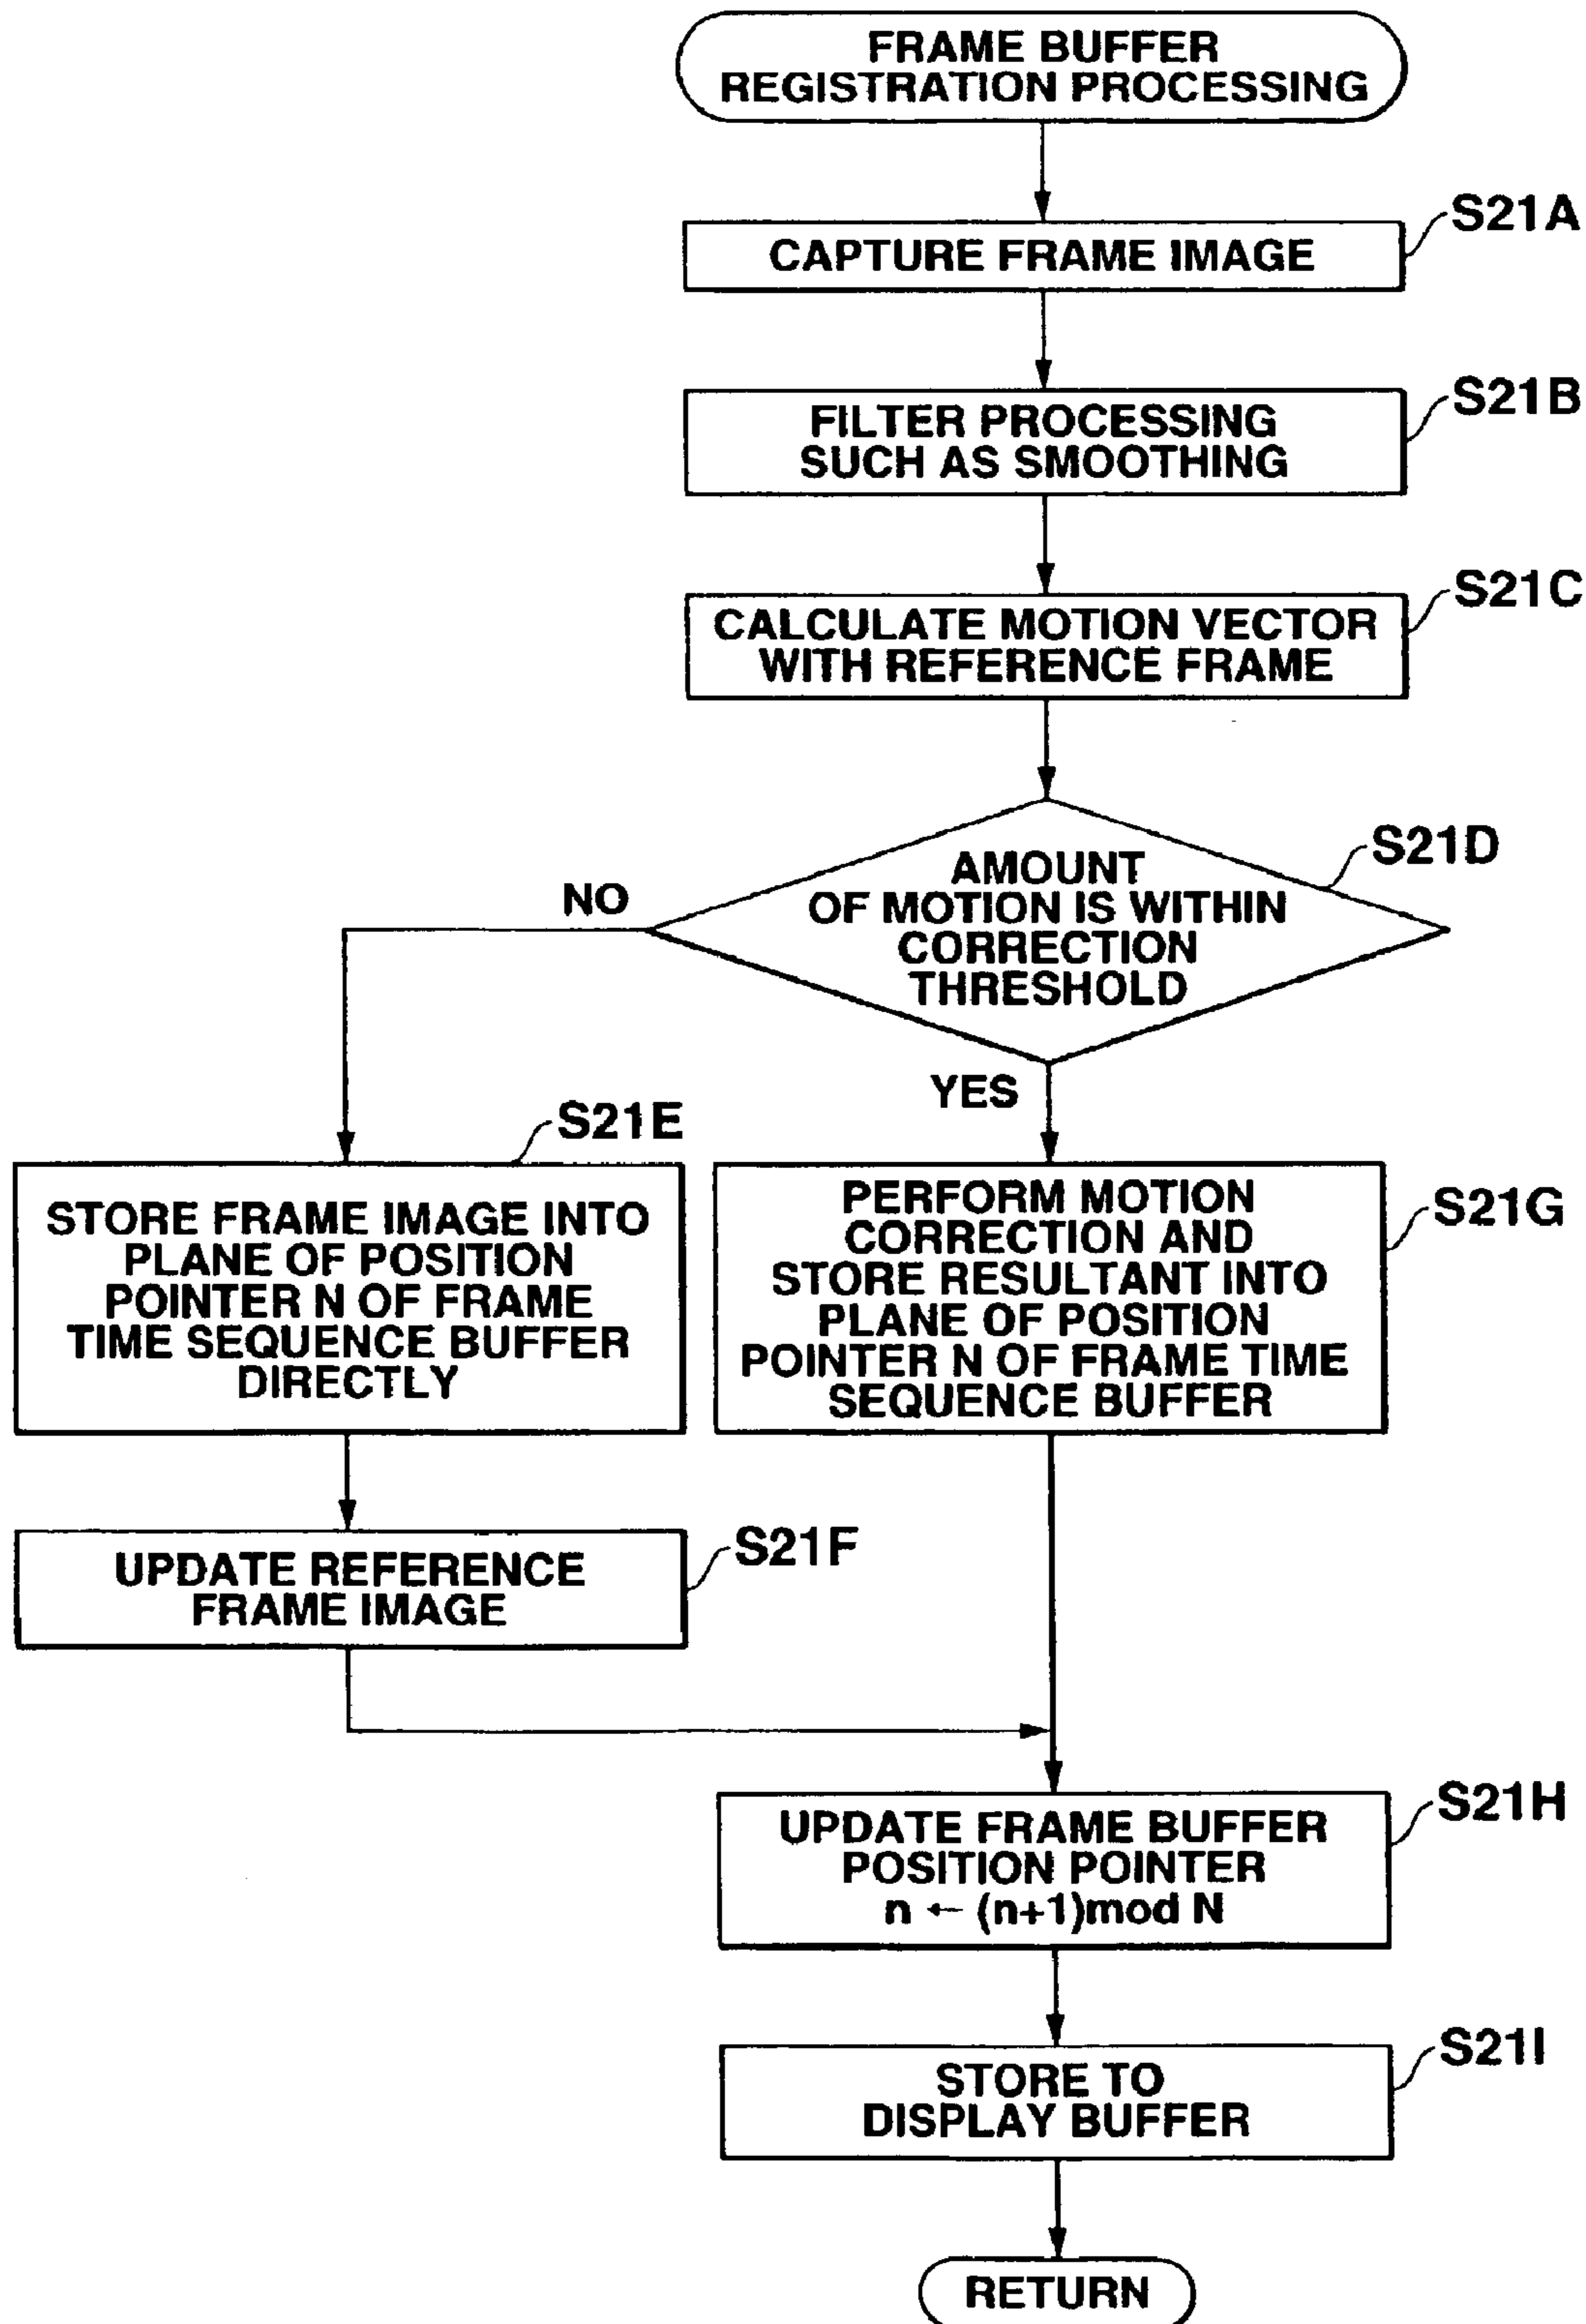 FRAME BUFFER
REGISTRATION PROCESSING
S21A
CAPTURE FRAME IMAGE
S21B
FILTER PROCESSING
SUCH AS SMOOTHING
S21C
CALCULATE MOTION VECTOR
WITH REFERENCE FRAME
S21D
AMOUNT
OF MOTION IS WITHIN
CORRECTION
THRESHOLD
NO
YES
S21E
STORE FRAME IMAGE INTO
PLANE OF POSITION
POINTER N OF FRAME
TIME SEQUENCE BUFFER
DIRECTLY
S21G
PERFORM MOTION
CORRECTION AND
STORE RESULTANT INTO
PLANE OF POSITION
POINTER N OF FRAME TIME
SEQUENCE BUFFER
S21F
UPDATE REFERENCE
FRAME IMAGE
S21H
UPDATE FRAME BUFFER
POSITION POINTER
n ← (n+1)mod N
S21I
STORE TO
DISPLAY BUFFER
RETURN